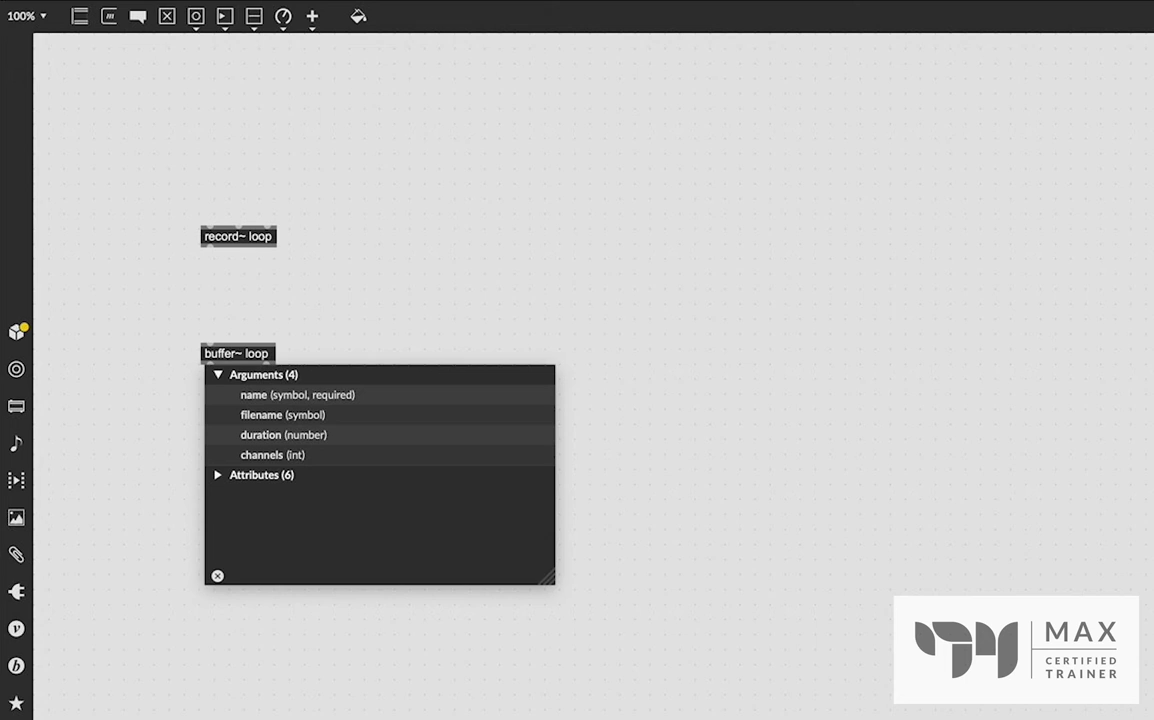 100%
record~ loop
buffer~ loop
Arguments (4)
name (symbol, required)
filename (symbol)
duration (number)
channels (int)
Attributes (6)
MAX
CERTIFIED
TRAINER